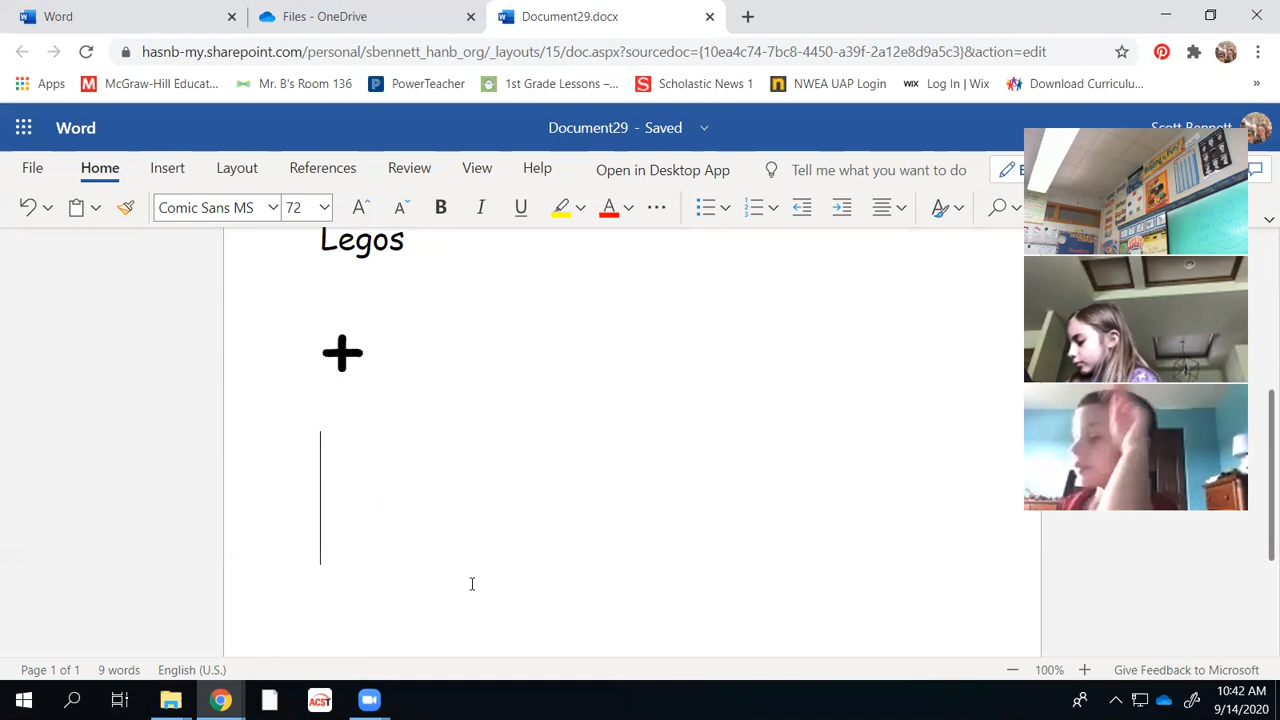 Word
Files - OneDrive
Document29.docx
hasnb-my.sharepoint.com/personal/sbennett_hanb_org/_layouts/15/doc.aspx?sourcedoc={10ea4c74-7bc8-4450-a39f-2a12e8d9a5c3}&action=edit
Apps McGraw-Hill Educat... Mr. B's Room 136 PowerTeacher 1st Grade Lessons –... Scholastic News 1 NWEA UAP Login WIX Log In | Wix Download Curriculu... »
Word Document29 - Saved
File Home Insert Layout References Review View Help Open in Desktop App Tell me what you want to do
Comic Sans MS 72 A A B I U A
Legos
+
Page 1 of 1 9 words English (U.S.) 100% Give Feedback to Microsoft
ACST
10:42 AM
9/14/2020